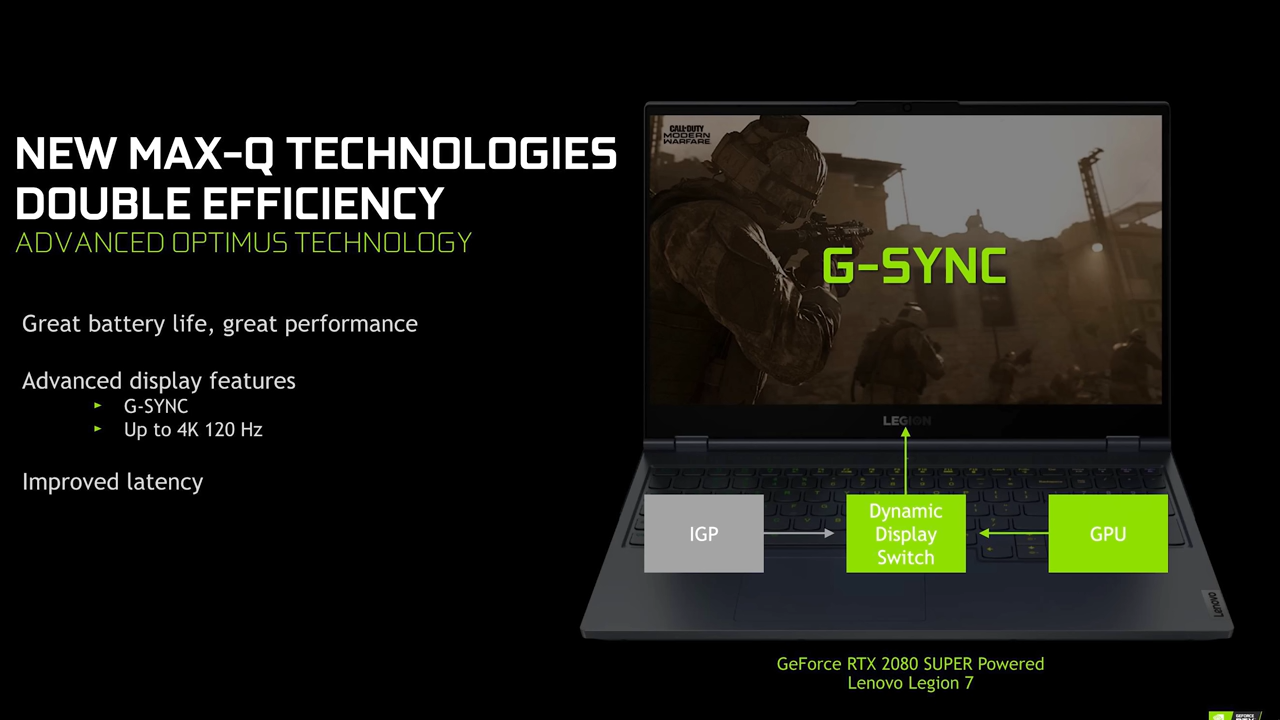 NEW MAX-Q TECHNOLOGIES
DOUBLE EFFICIENCY
ADVANCED OPTIMUS TECHNOLOGY
Great battery life, great performance
Advanced display features
G-SYNC
Up to 4K 120 Hz
Improved latency
CALL·DUTY
MODERN
WARFARE
G-SYNC
LEGION
IGP
Dynamic
Display
Switch
GPU
Lenovo
GeForce RTX 2080 SUPER Powered
Lenovo Legion 7